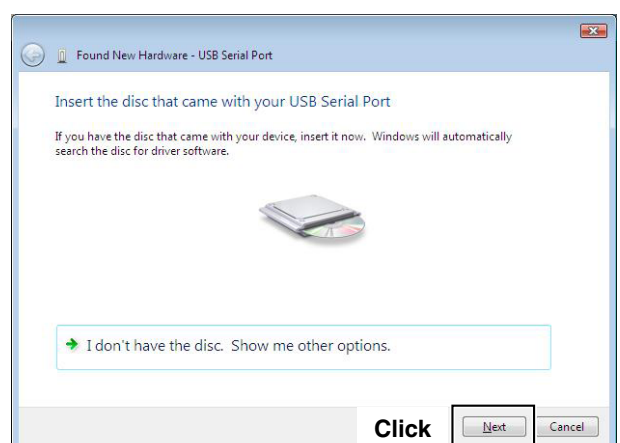 Found New Hardware - USB Serial Port
Insert the disc that came with your USB Serial Port
If you have the disc that came with your device, insert it now.  Windows will automatically
search the disc for driver software.
I don't have the disc.  Show me other options.
Click Next Cancel